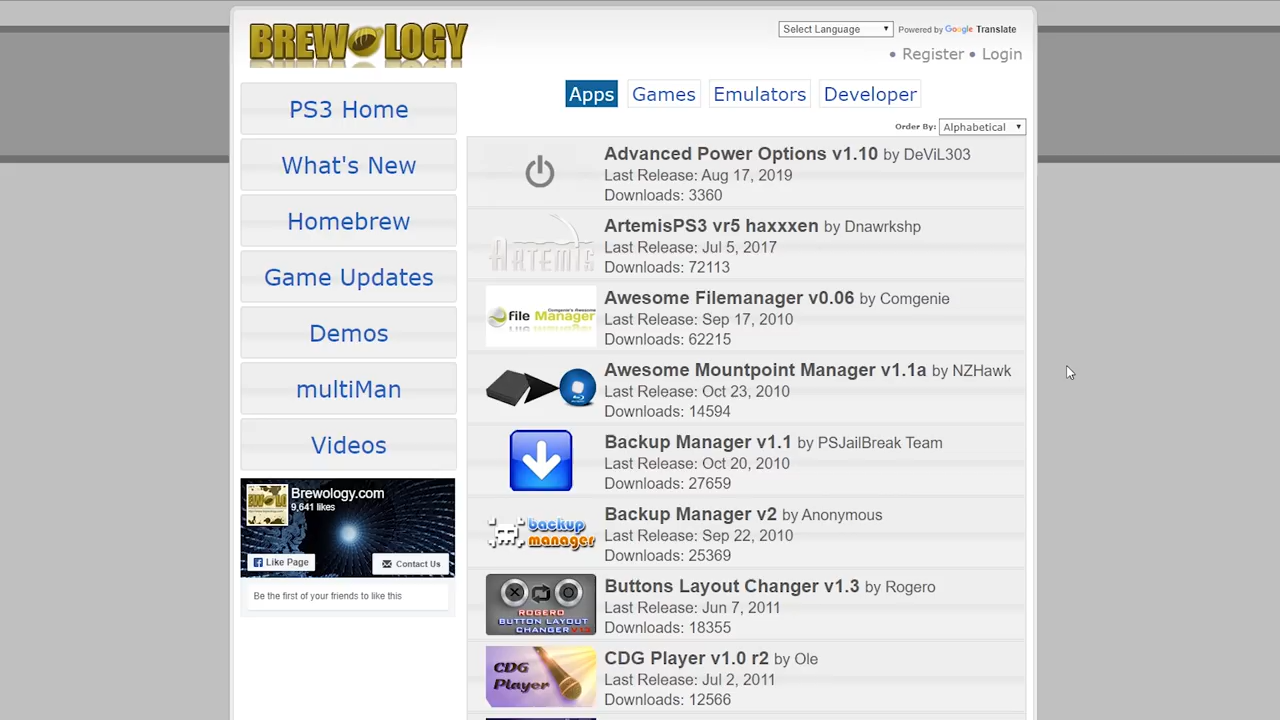 BREWOLOGY
Select Language
Powered by Google Translate
• Register • Login
PS3 Home
What's New
Homebrew
Game Updates
Demos
multiMan
Videos
Brewology.com
9,641 likes
Like Page
Contact Us
Be the first of your friends to like this
Apps
Games
Emulators
Developer
Order By: Alphabetical
Advanced Power Options v1.10 by DeViL303
Last Release: Aug 17, 2019
Downloads: 3360
ARTEMIS
ArtemisPS3 vr5 haxxxen by Dnawrkshp
Last Release: Jul 5, 2017
Downloads: 72113
Comgenie's Awesome
file Manager
Awesome Filemanager v0.06 by Comgenie
Last Release: Sep 17, 2010
Downloads: 62215
Awesome Mountpoint Manager v1.1a by NZHawk
Last Release: Oct 23, 2010
Downloads: 14594
Backup Manager v1.1 by PSJailBreak Team
Last Release: Oct 20, 2010
Downloads: 27659
backup
manager
Backup Manager v2 by Anonymous
Last Release: Sep 22, 2010
Downloads: 25369
ROGERO
BUTTON LAYOUT
CHANGER
Buttons Layout Changer v1.3 by Rogero
Last Release: Jun 7, 2011
Downloads: 18355
CDG
Player
CDG Player v1.0 r2 by Ole
Last Release: Jul 2, 2011
Downloads: 12566